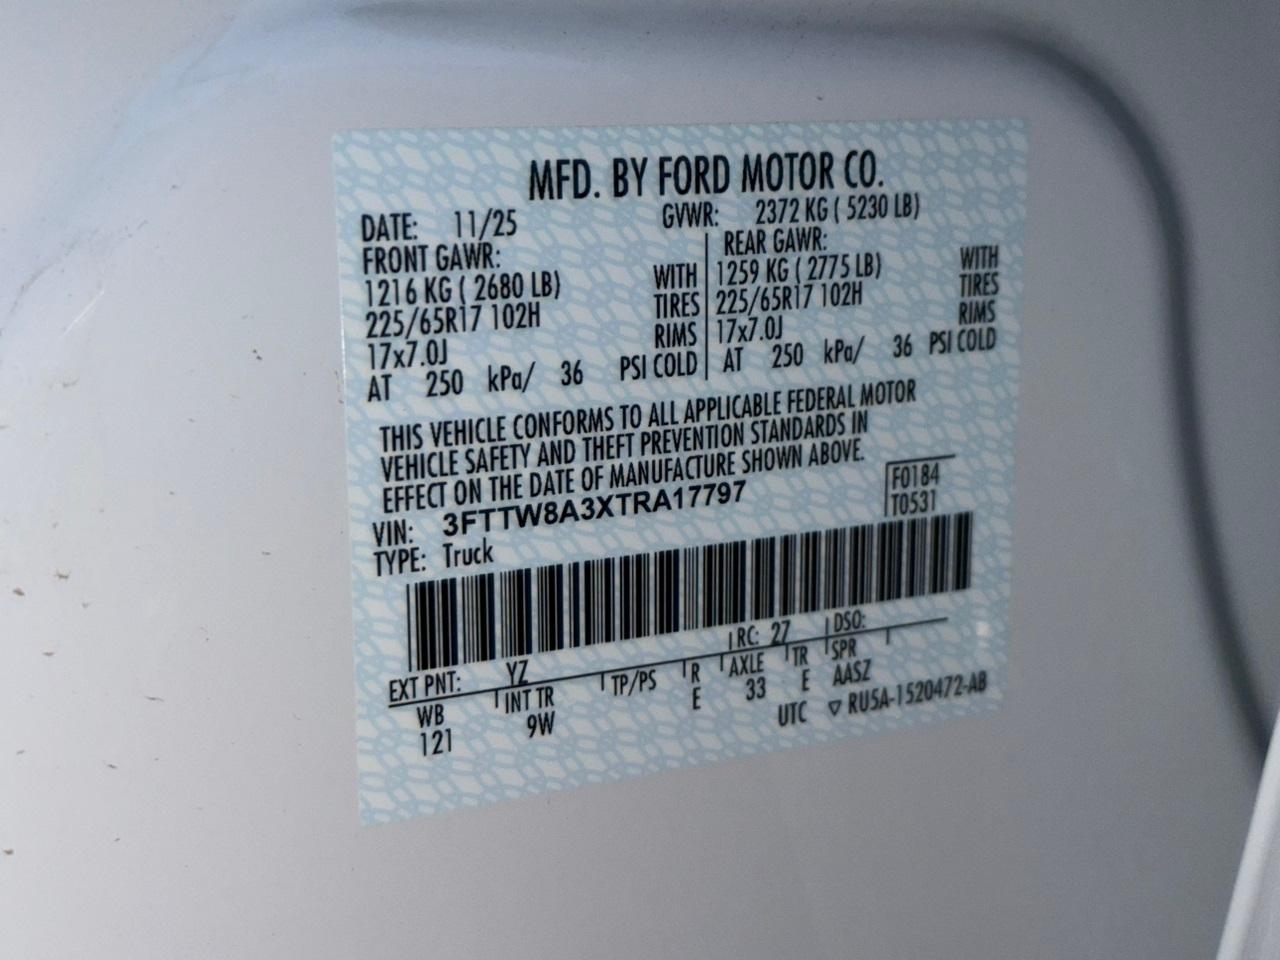 MFD. BY FORD MOTOR CO.
DATE: 11/25 GVWR: 2372 KG ( 5230 LB)
FRONT GAWR: REAR GAWR:
1216 KG ( 2680 LB) WITH 1259 KG ( 2775 LB) WITH
225/65R17 102H TIRES 225/65R17 102H TIRES
17x7.0J RIMS 17x7.0J RIMS
AT 250 kPa/ 36 PSI COLD AT 250 kPa/ 36 PSI COLD
THIS VEHICLE CONFORMS TO ALL APPLICABLE FEDERAL MOTOR
VEHICLE SAFETY AND THEFT PREVENTION STANDARDS IN
EFFECT ON THE DATE OF MANUFACTURE SHOWN ABOVE.
VIN: 3FTTW8A3XTRA17797
F0184
T0531
TYPE: Truck
EXT PNT: YZ RC: 27 DSO:
WB INT TR TP/PS R AXLE TR SPR
121 9W E 33 E AASZ
UTC ▽ RU5A-1520472-AB